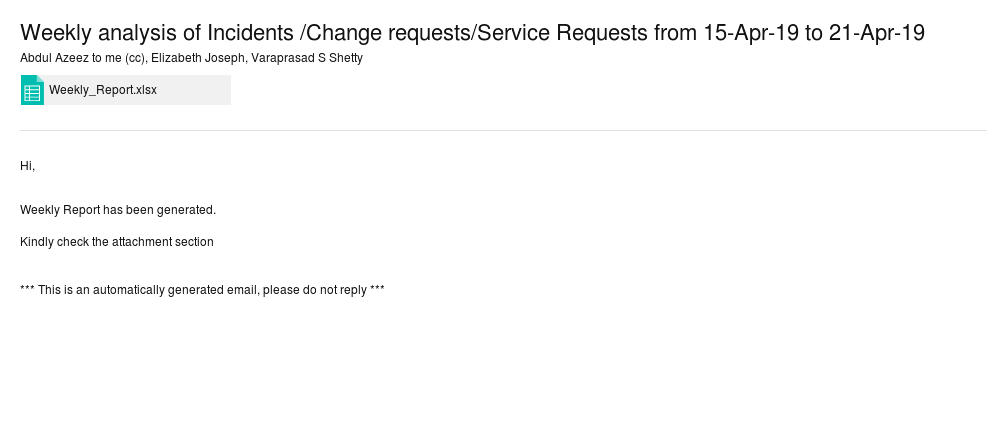 Weekly analysis of Incidents /Change requests/Service Requests from 15-Apr-19 to 21-Apr-19
Abdul Azeez to me (cc), Elizabeth Joseph, Varaprasad S Shetty
Weekly_Report.xlsx
Hi,
Weekly Report has been generated.
Kindly check the attachment section
*** This is an automatically generated email, please do not reply ***